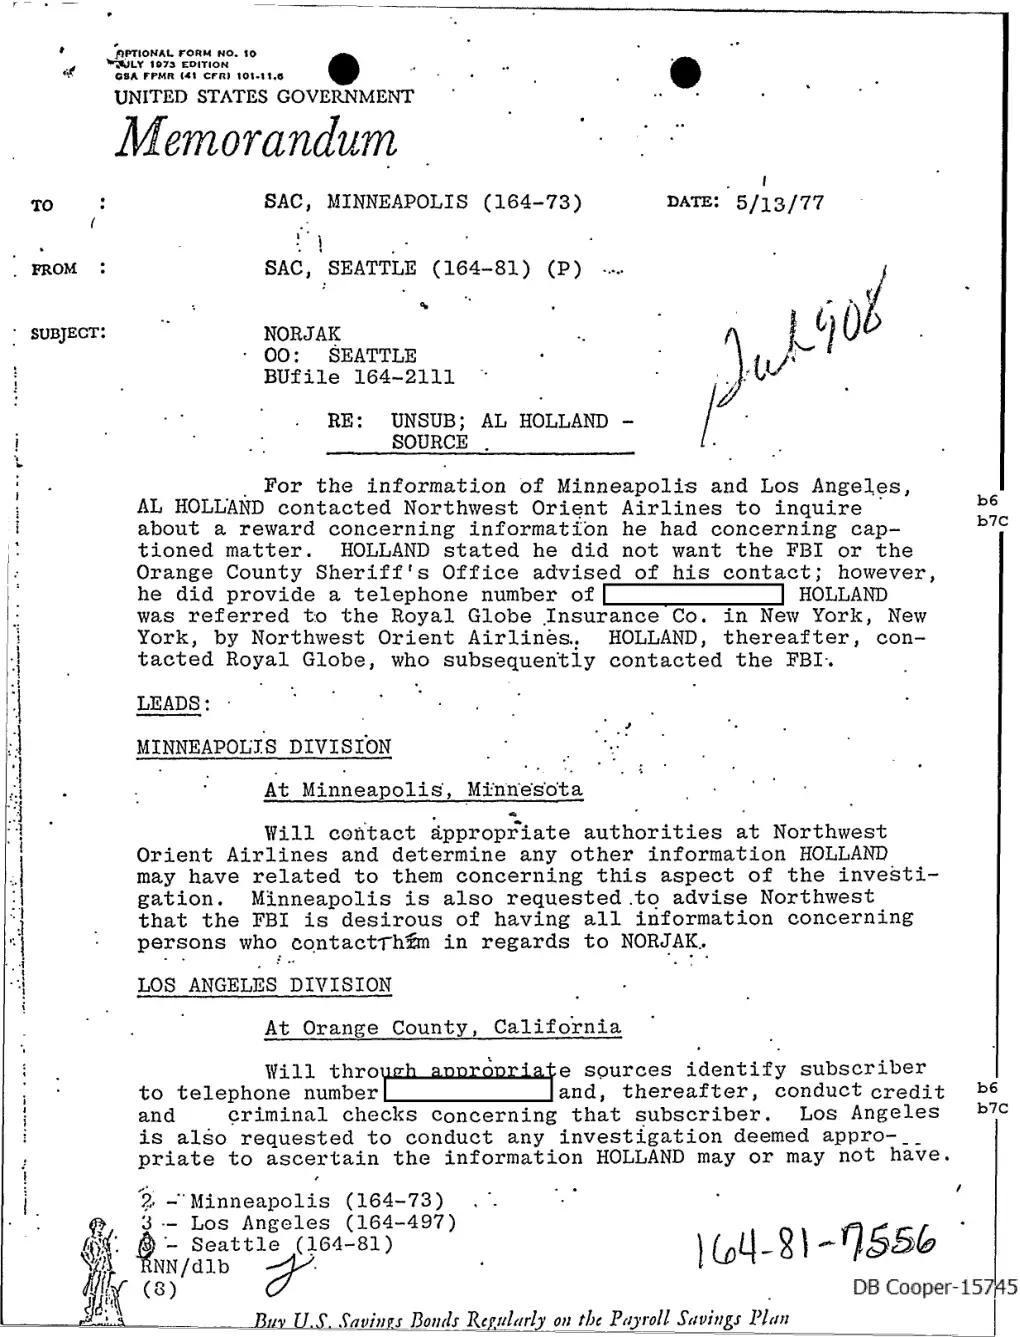 OPTIONAL FORM NO. 10
JULY 1973 EDITION
GSA FPMR (41 CFR) 101-11.6
UNITED STATES GOVERNMENT
Memorandum
TO : SAC, MINNEAPOLIS (164-73) DATE: 5/13/77
FROM : SAC, SEATTLE (164-81) (P)
SUBJECT: NORJAK
OO: SEATTLE
BUfile 164-2111
Sub 908
RE: UNSUB; AL HOLLAND -
SOURCE
For the information of Minneapolis and Los Angeles,
AL HOLLAND contacted Northwest Orient Airlines to inquire
about a reward concerning information he had concerning cap-
tioned matter. HOLLAND stated he did not want the FBI or the
Orange County Sheriff's Office advised of his contact; however,
he did provide a telephone number of HOLLAND
was referred to the Royal Globe Insurance Co. in New York, New
York, by Northwest Orient Airlines. HOLLAND, thereafter, con-
tacted Royal Globe, who subsequently contacted the FBI.
b6
b7C
LEADS:
MINNEAPOLIS DIVISION
At Minneapolis, Minnesota
Will contact appropriate authorities at Northwest
Orient Airlines and determine any other information HOLLAND
may have related to them concerning this aspect of the investi-
gation. Minneapolis is also requested to advise Northwest
that the FBI is desirous of having all information concerning
persons who contact them in regards to NORJAK.
LOS ANGELES DIVISION
At Orange County, California
Will through appropriate sources identify subscriber
to telephone number and, thereafter, conduct credit
and criminal checks concerning that subscriber. Los Angeles
is also requested to conduct any investigation deemed appro-
priate to ascertain the information HOLLAND may or may not have.
b6
b7C
2 - Minneapolis (164-73)
3 - Los Angeles (164-497)
- Seattle (164-81)
RNN/dlb
(8)
164-81-7556
DB Cooper-15745
Buy U.S. Savings Bonds Regularly on the Payroll Savings Plan